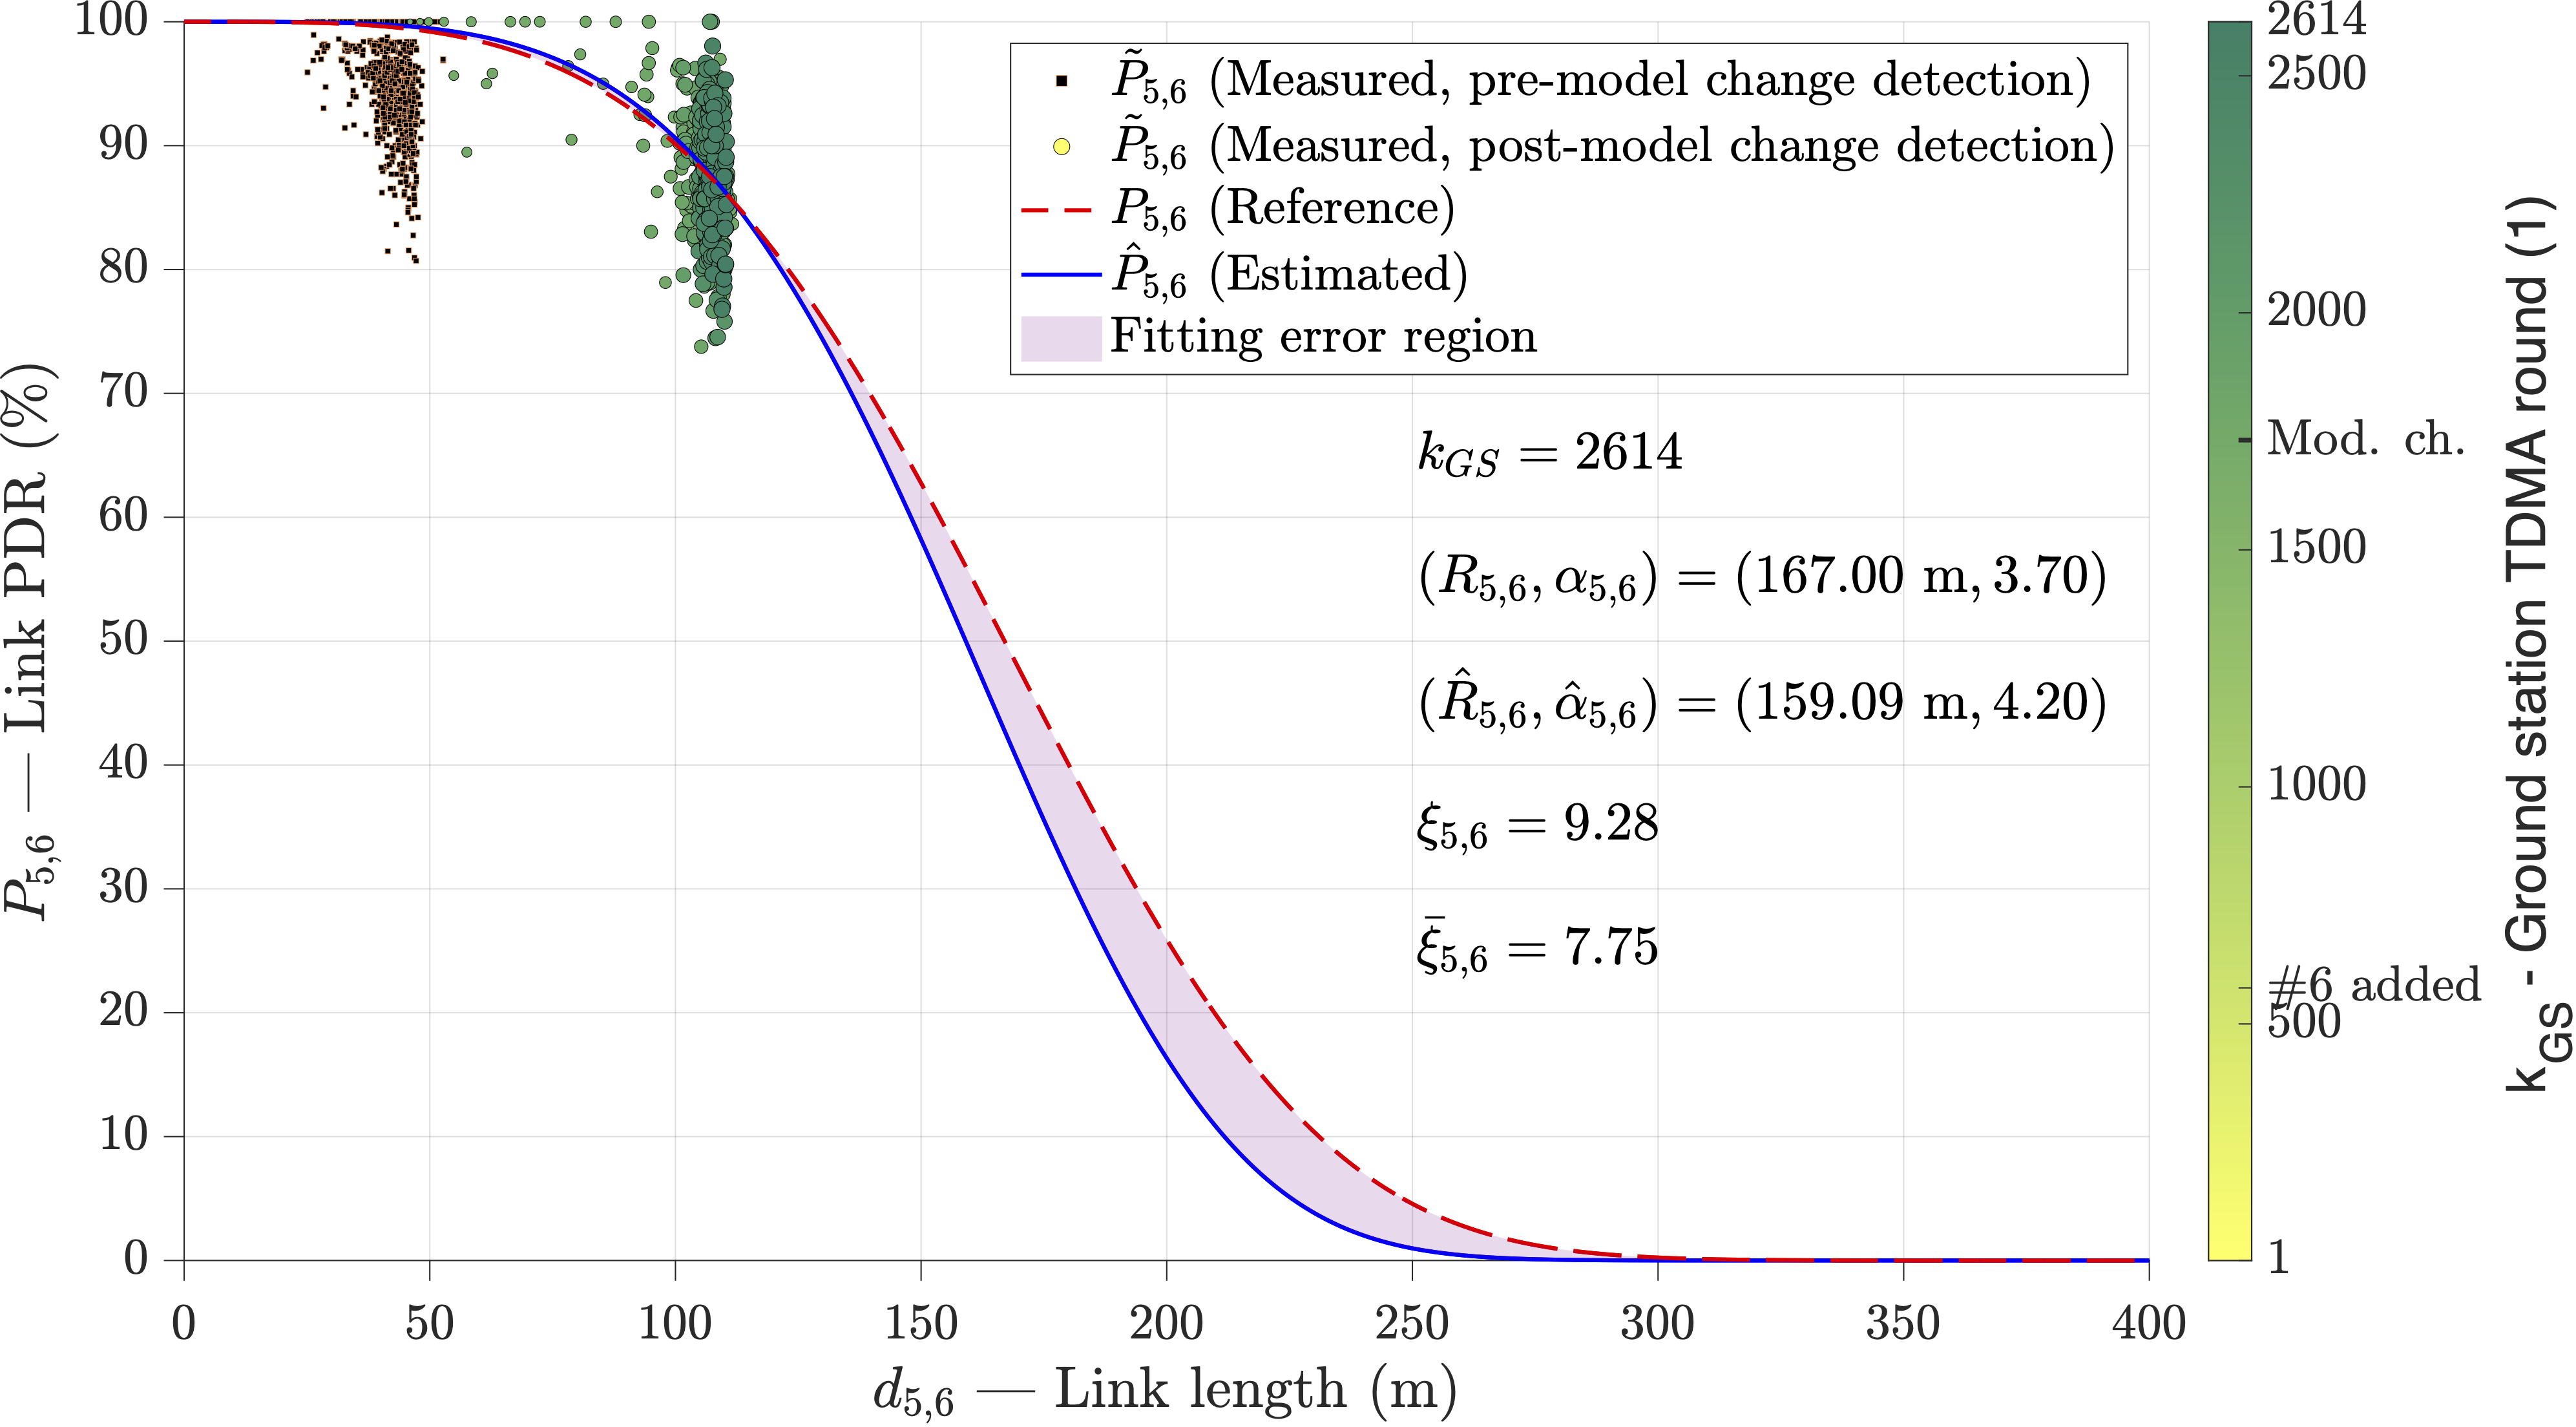 P̃5,6 (Measured, pre-model change detection)
P̃5,6 (Measured, post-model change detection)
P5,6 (Reference)
P̂5,6 (Estimated)
Fitting error region
kGS = 2614
(R5,6, α5,6) = (167.00 m, 3.70)
(R̂5,6, α̂5,6) = (159.09 m, 4.20)
ξ5,6 = 9.28
ξ̄5,6 = 7.75
P5,6 — Link PDR (%)
100
90
80
70
60
50
40
30
20
10
0
0 50 100 150 200 250 300 350 400
d5,6 — Link length (m)
2614
2500
2000
Mod. ch.
1500
1000
#6 added
500
1
kGS - Ground station TDMA round (1)